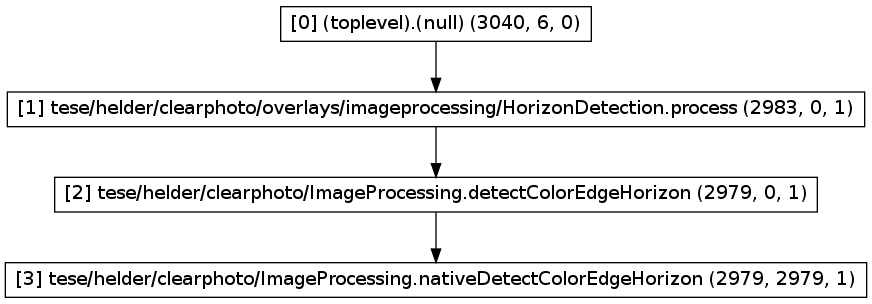 [0] (toplevel).(null) (3040, 6, 0)
[1] tese/helder/clearphoto/overlays/imageprocessing/HorizonDetection.process (2983, 0, 1)
[2] tese/helder/clearphoto/ImageProcessing.detectColorEdgeHorizon (2979, 0, 1)
[3] tese/helder/clearphoto/ImageProcessing.nativeDetectColorEdgeHorizon (2979, 2979, 1)